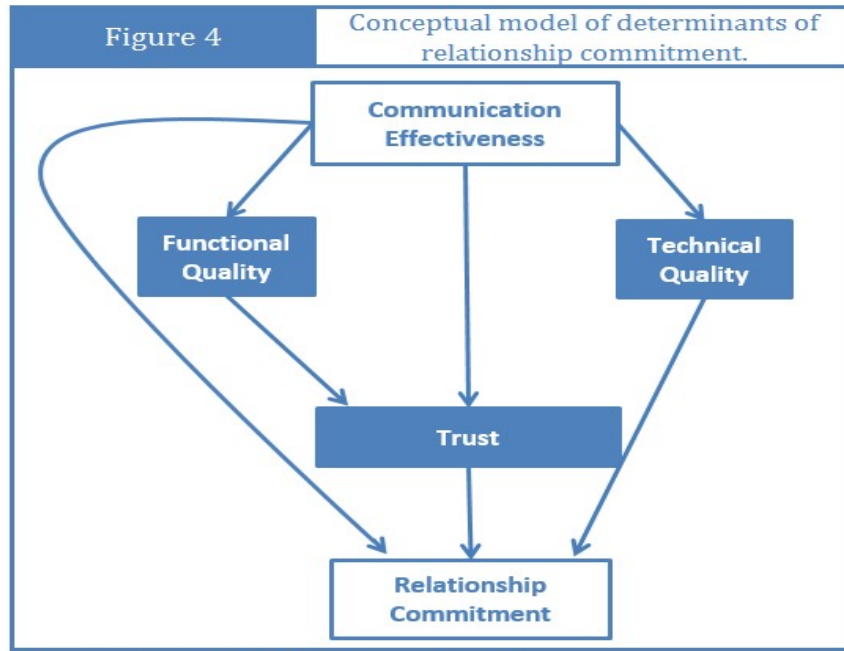 Figure 4
Conceptual model of determinants of
relationship commitment.
Communication
Effectiveness
Functional
Quality
Technical
Quality
Trust
Relationship
Commitment